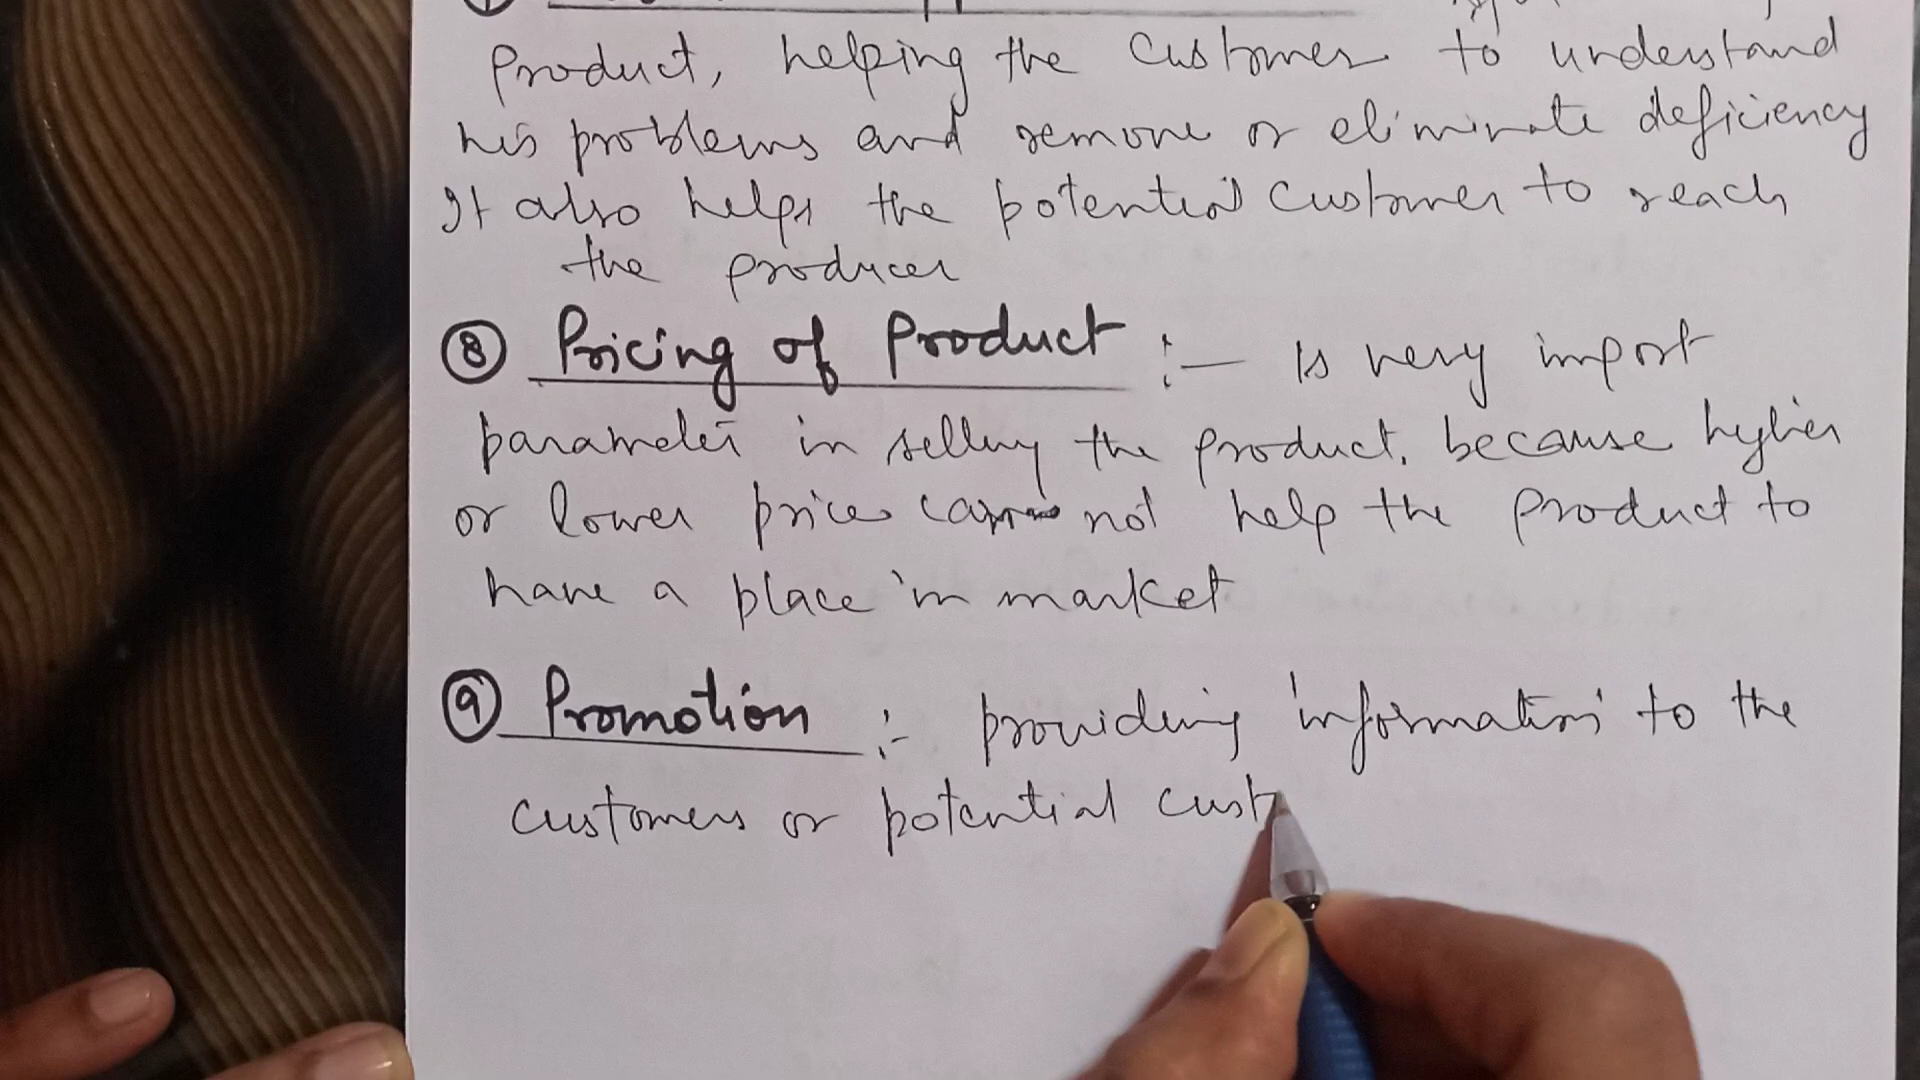 Product, helping the customer to understand
his problems and remove or eliminate deficiency
It also helps the potential customer to reach
the producer
⑧ Pricing of Product :- is very import
parameter in selling the product. because higher
or lower price can not help the product to
have a place in market
⑨ Promotion :- providing information to the
customers or potential cust